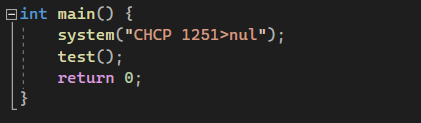 int main() {
    system("CHCP 1251>nul");
    test();
    return 0;
}